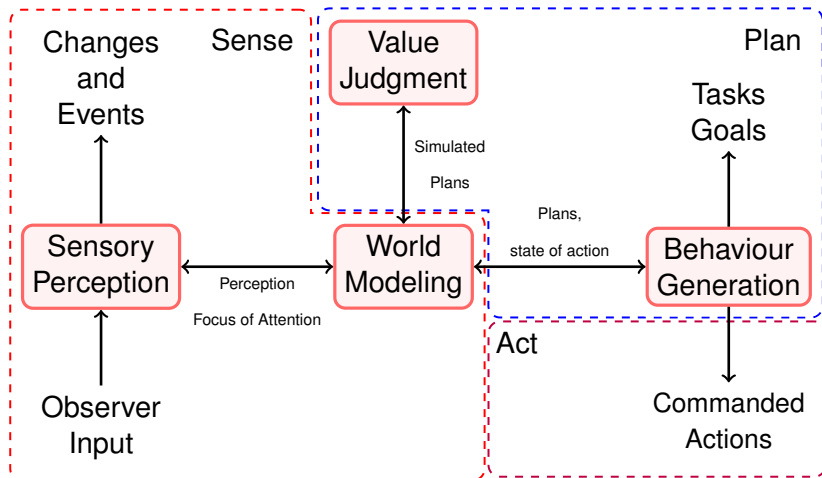 Changes
and
Events
Sense
Value
Judgment
Plan
Tasks
Goals
Simulated
Plans
Sensory
Perception
Perception
Focus of Attention
World
Modeling
Plans,
state of action
Behaviour
Generation
Act
Observer
Input
Commanded
Actions